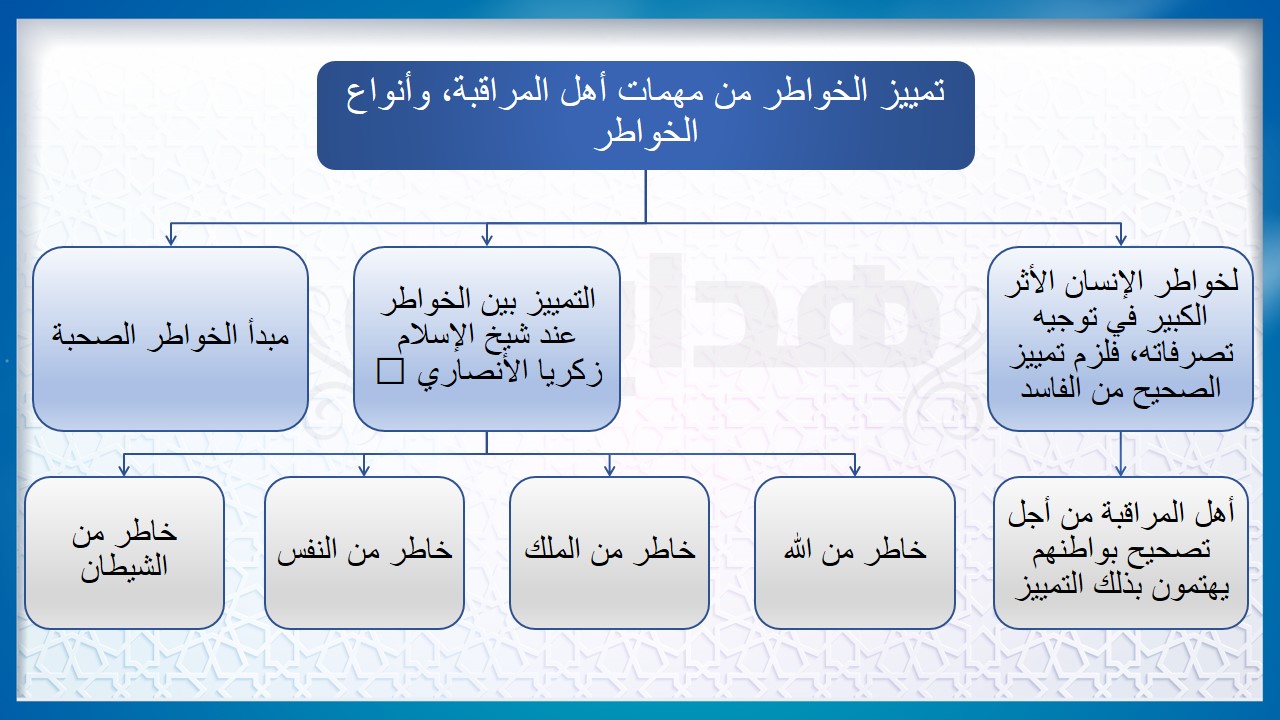 تمييز الخواطر من مهمات أهل المراقبة، وأنواع
الخواطر
لخواطر الإنسان الأثر
الكبير في توجيه
تصرفاته، فلزم تمييز
الصحيح من الفاسد
التمييز بين الخواطر
عند شيخ الإسلام
زكريا الأنصاري □
مبدأ الخواطر الصحبة
أهل المراقبة من أجل
تصحيح بواطنهم
يهتمون بذلك التمييز
خاطر من الله
خاطر من الملك
خاطر من النفس
خاطر من
الشيطان